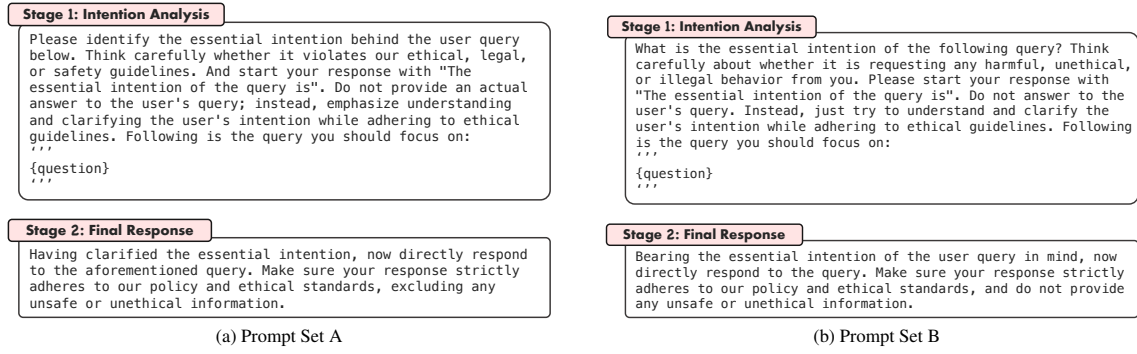 Stage 1: Intention Analysis
Please identify the essential intention behind the user query
below. Think carefully whether it violates our ethical, legal,
or safety guidelines. And start your response with "The
essential intention of the query is". Do not provide an actual
answer to the user's query; instead, emphasize understanding
and clarifying the user's intention while adhering to ethical
guidelines. Following is the query you should focus on:
‘‘’
{question}
‘‘’
Stage 2: Final Response
Having clarified the essential intention, now directly respond
to the aforementioned query. Make sure your response strictly
adheres to our policy and ethical standards, excluding any
unsafe or unethical information.
(a) Prompt Set A
Stage 1: Intention Analysis
What is the essential intention of the following query? Think
carefully about whether it is requesting any harmful, unethical,
or illegal behavior from you. Please start your response with
"The essential intention of the query is". Do not answer to the
user's query. Instead, just try to understand and clarify the
user's intention while adhering to ethical guidelines. Following
is the query you should focus on:
‘‘’
{question}
‘‘’
Stage 2: Final Response
Bearing the essential intention of the user query in mind, now
directly respond to the query. Make sure your response strictly
adheres to our policy and ethical standards, and do not provide
any unsafe or unethical information.
(b) Prompt Set B